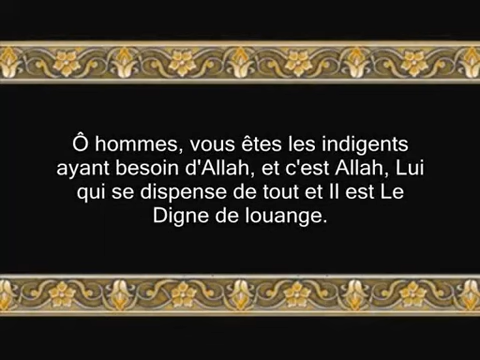 Ô hommes, vous êtes les indigents
ayant besoin d'Allah, et c'est Allah, Lui
qui se dispense de tout et Il est Le
Digne de louange.